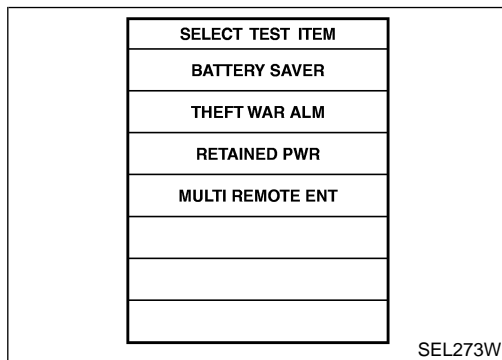 SELECT TEST ITEM
BATTERY SAVER
THEFT WAR ALM
RETAINED PWR
MULTI REMOTE ENT
SEL273W